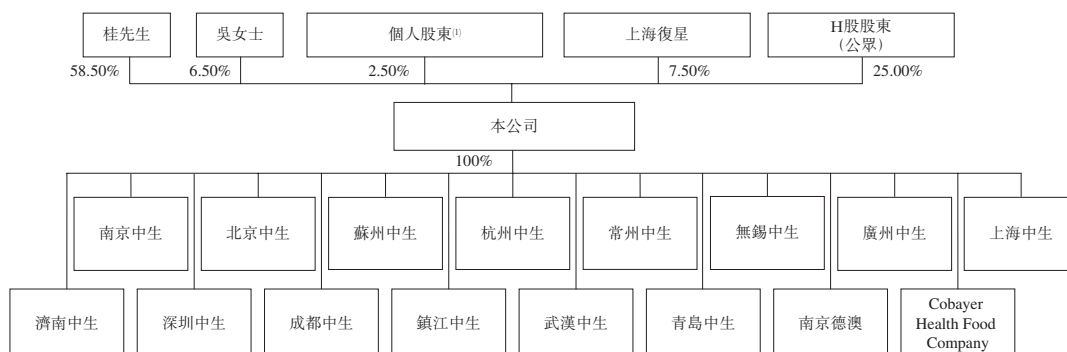 桂先生
吳女士
個人股東(1)
上海復星
H股股東
(公眾)
58.50%
6.50%
2.50%
7.50%
25.00%
本公司
100%
南京中生
北京中生
蘇州中生
杭州中生
常州中生
無錫中生
廣州中生
上海中生
濟南中生
深圳中生
成都中生
鎮江中生
武漢中生
青島中生
南京德澳
Cobayer
Health Food
Company